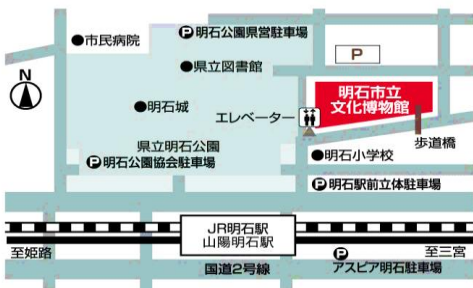 市民病院
P明石公園県営駐車場
県立図書館
P
N
明石城
明石市立
文化博物館
エレベーター
歩道橋
県立明石公園
明石小学校
P明石公園協会駐車場
P明石駅前立体駐車場
JR明石駅
山陽明石駅
至姫路
至三宮
国道2号線
P
アスピア明石駐車場